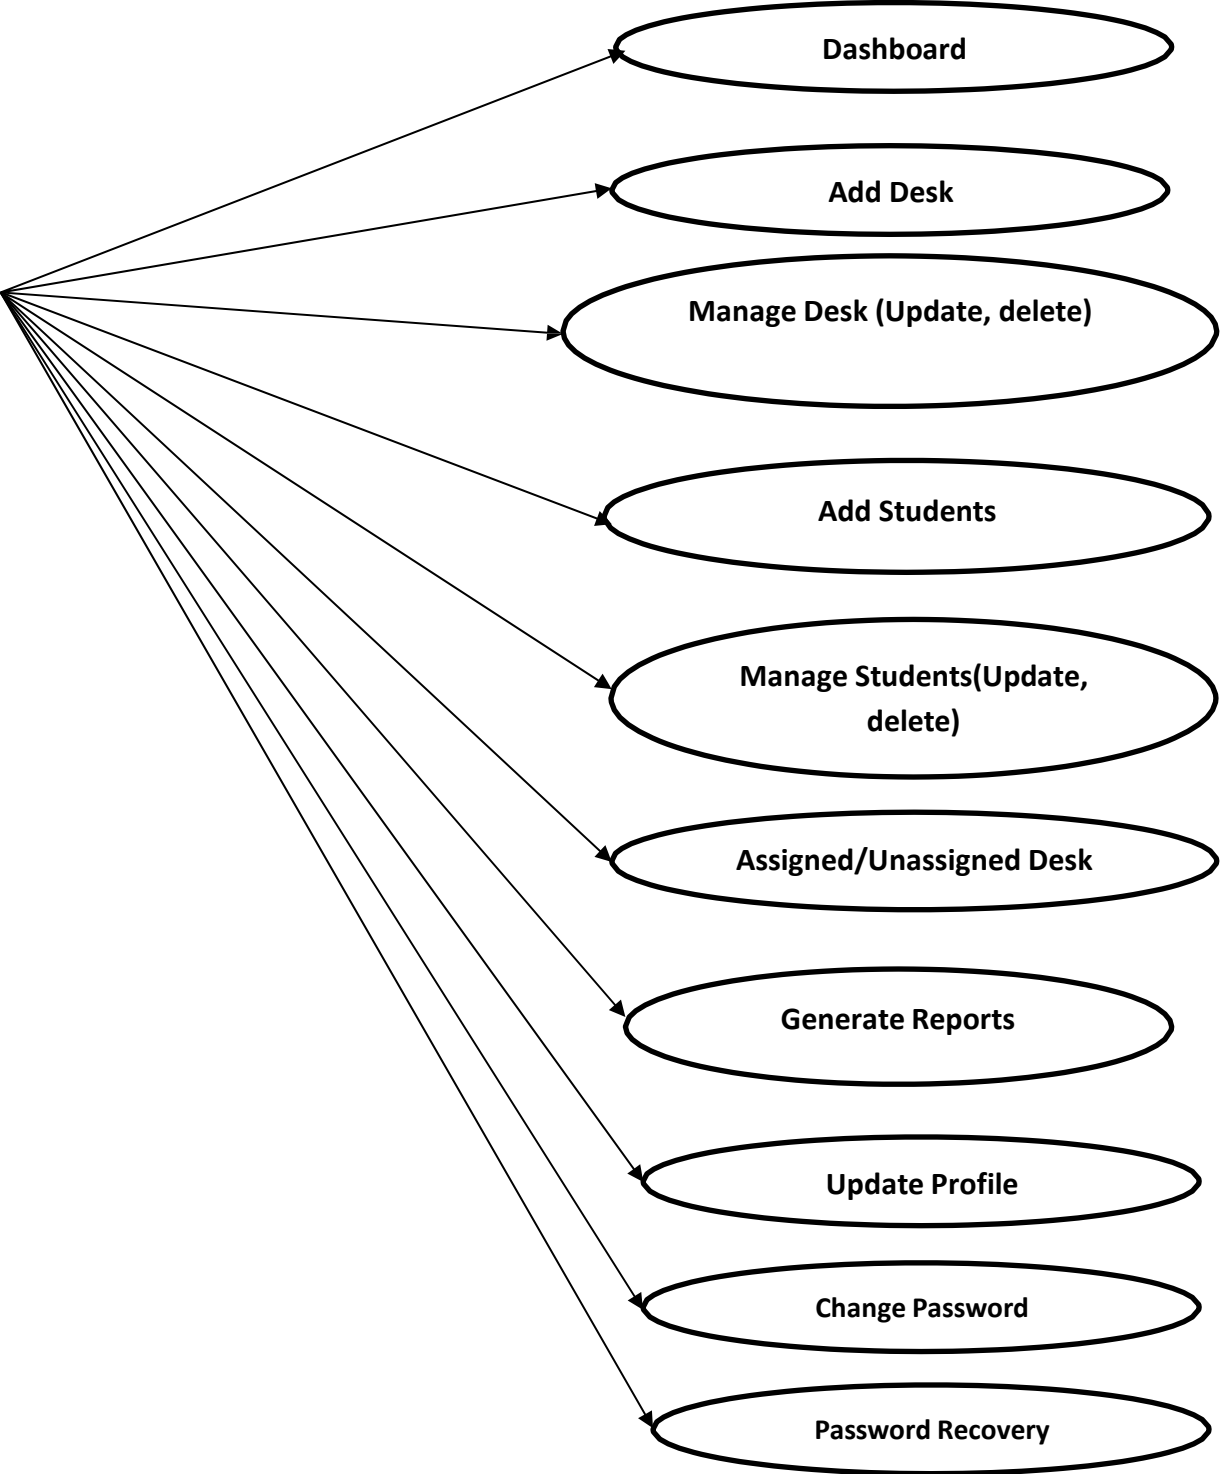 Dashboard
Add Desk
Manage Desk (Update, delete)
Add Students
Manage Students(Update,
delete)
Assigned/Unassigned Desk
Generate Reports
Update Profile
Change Password
Password Recovery